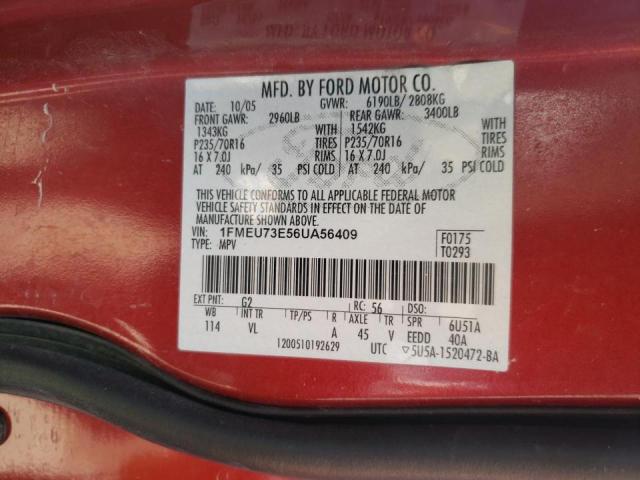 MFD. BY FORD MOTOR CO.
DATE: 10/05 GVWR: 6190LB/ 2808KG
FRONT GAWR: 2960LB REAR GAWR: 3400LB
1343KG 1542KG
P235/70R16 TIRES P235/70R16 TIRES
16 X 7.0J RIMS 16 X 7.0J RIMS
AT 240 kPa/ 35 PSI COLD AT 240 kPa/ 35 PSI COLD
THIS VEHICLE CONFORMS TO ALL APPLICABLE FEDERAL MOTOR
VEHICLE SAFETY STANDARDS IN EFFECT ON THE DATE OF
MANUFACTURE SHOWN ABOVE.
VIN: 1FMEU73E56UA56409
TYPE: MPV
F0175
T0293
EXT PNT: G2 RC: 56 DSO:
WB INT TR TP/PS R AXLE TR SPR 6U51A
114 VL A 45 V EEDD 40A
1200510192629 UTC 5U5A-1520472-BA